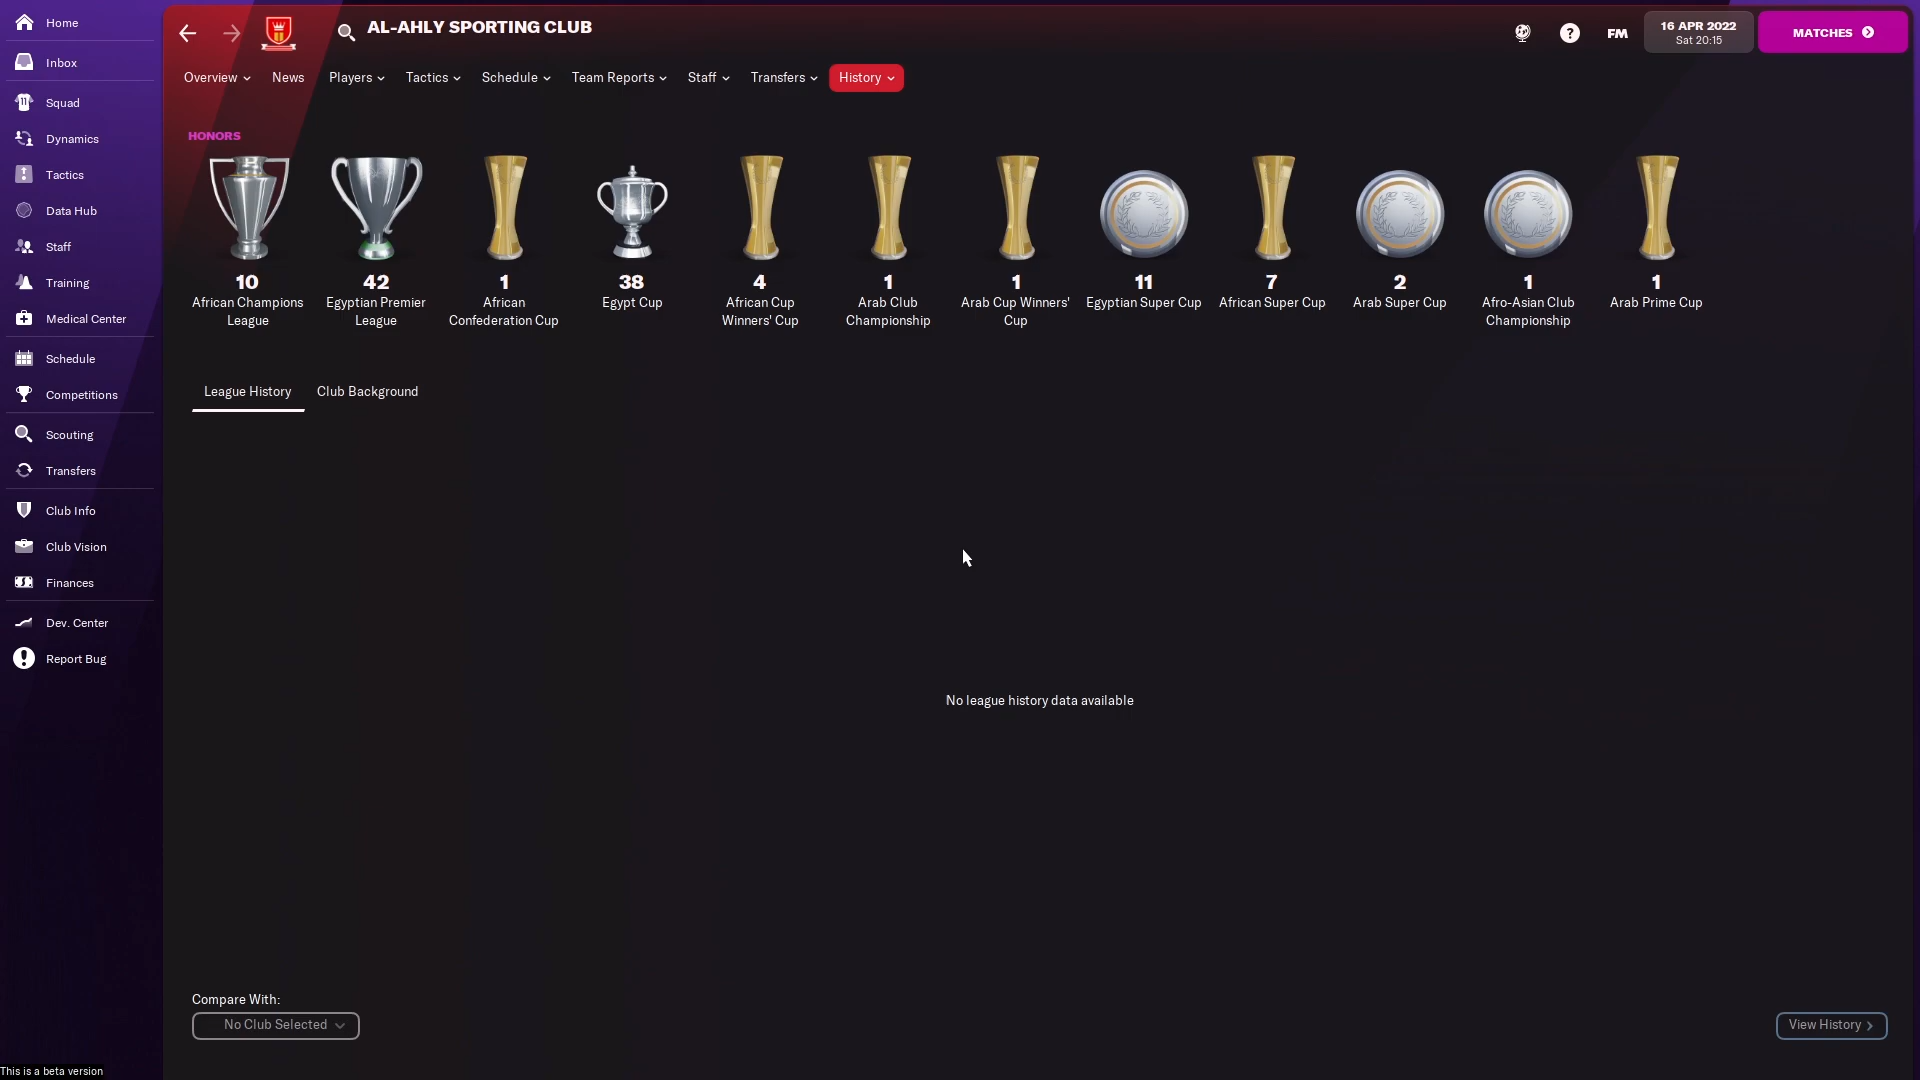 Home
Inbox
Squad
Dynamics
Tactics
Data Hub
Staff
Training
Medical Center
Schedule
Competitions
Scouting
Transfers
Club Info
Club Vision
Finances
Dev. Center
Report Bug
This is a beta version
AL-AHLY SPORTING CLUB
FM
16 APR 2022
Sat 20:15
MATCHES
Overview News Players Tactics Schedule Team Reports Staff Transfers History
HONORS
10
African Champions
League
42
Egyptian Premier
League
1
African
Confederation Cup
38
Egypt Cup
4
African Cup
Winners' Cup
1
Arab Club
Championship
1
Arab Cup Winners'
Cup
11
Egyptian Super Cup
7
African Super Cup
2
Arab Super Cup
1
Afro-Asian Club
Championship
1
Arab Prime Cup
League History Club Background
No league history data available
Compare With:
No Club Selected
View History